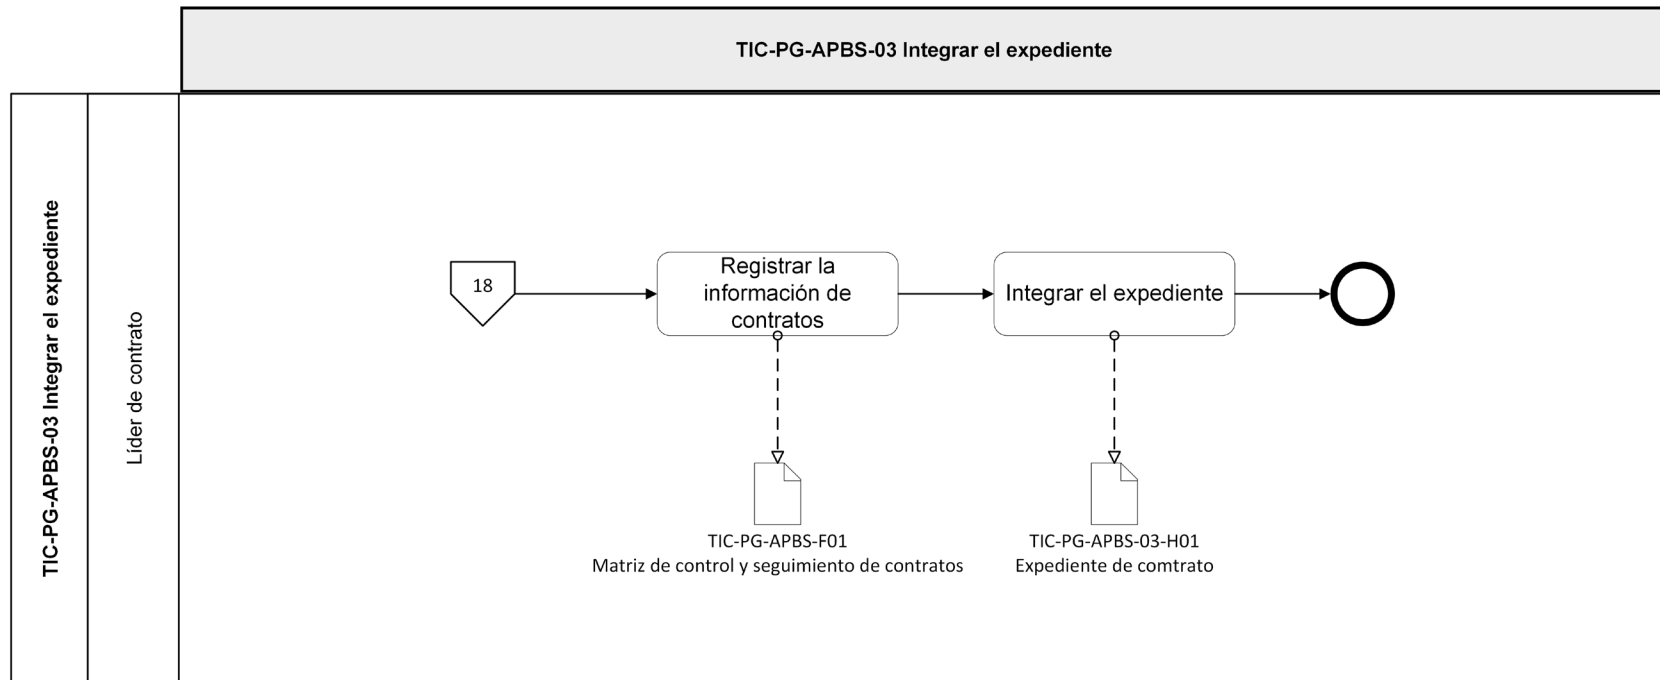 TIC-PG-APBS-03 Integrar el expediente
TIC-PG-APBS-03 Integrar el expediente
Líder de contrato
18
Registrar la
información de
contratos
Integrar el expediente
TIC-PG-APBS-F01
Matriz de control y seguimiento de contratos
TIC-PG-APBS-03-H01
Expediente de comtrato